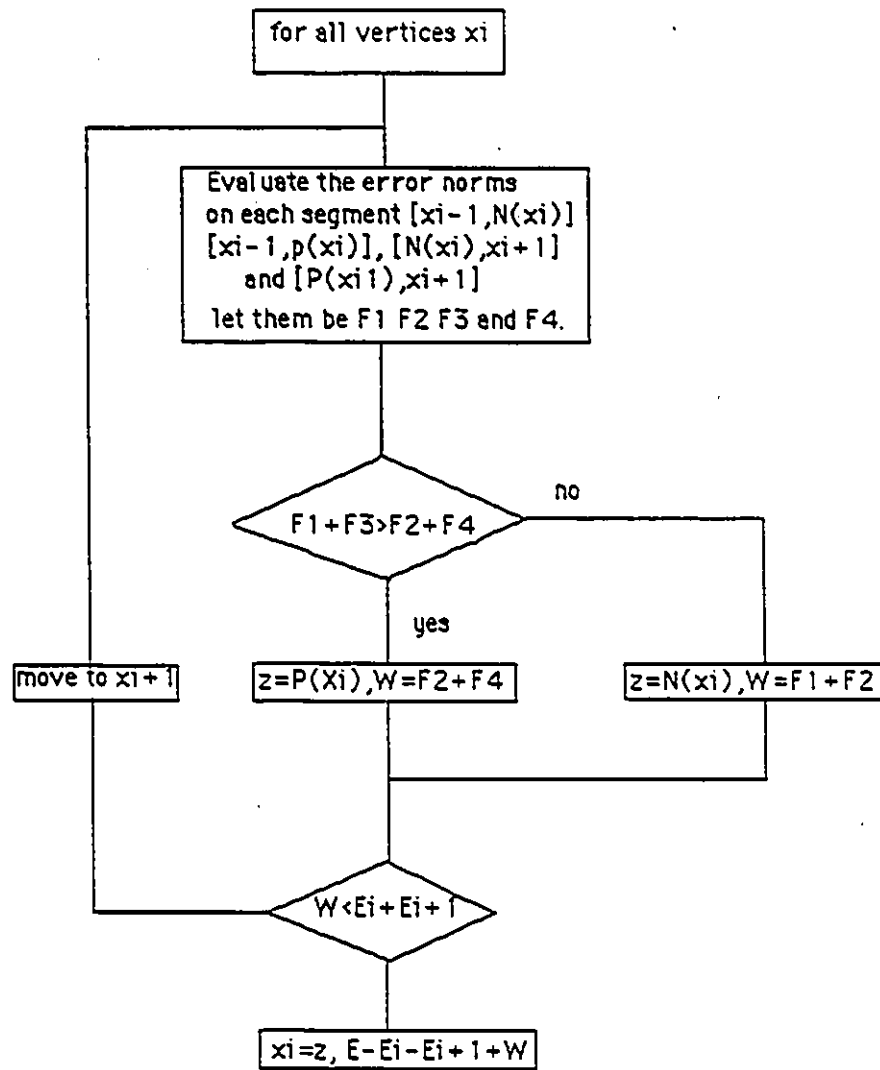 for all vertices xi
Evaluate the error norms
on each segment [xi-1,N(xi)]
[xi-1,p(xi)], [N(xi),xi+1]
and [P(xi1),xi+1]
let them be F1 F2 F3 and F4.
F1+F3>F2+F4
no
yes
move to xi+1
z=P(Xi),W=F2+F4
z=N(xi),W=F1+F2
W<Ei+Ei+1
xi=z, E-Ei-Ei+1+W